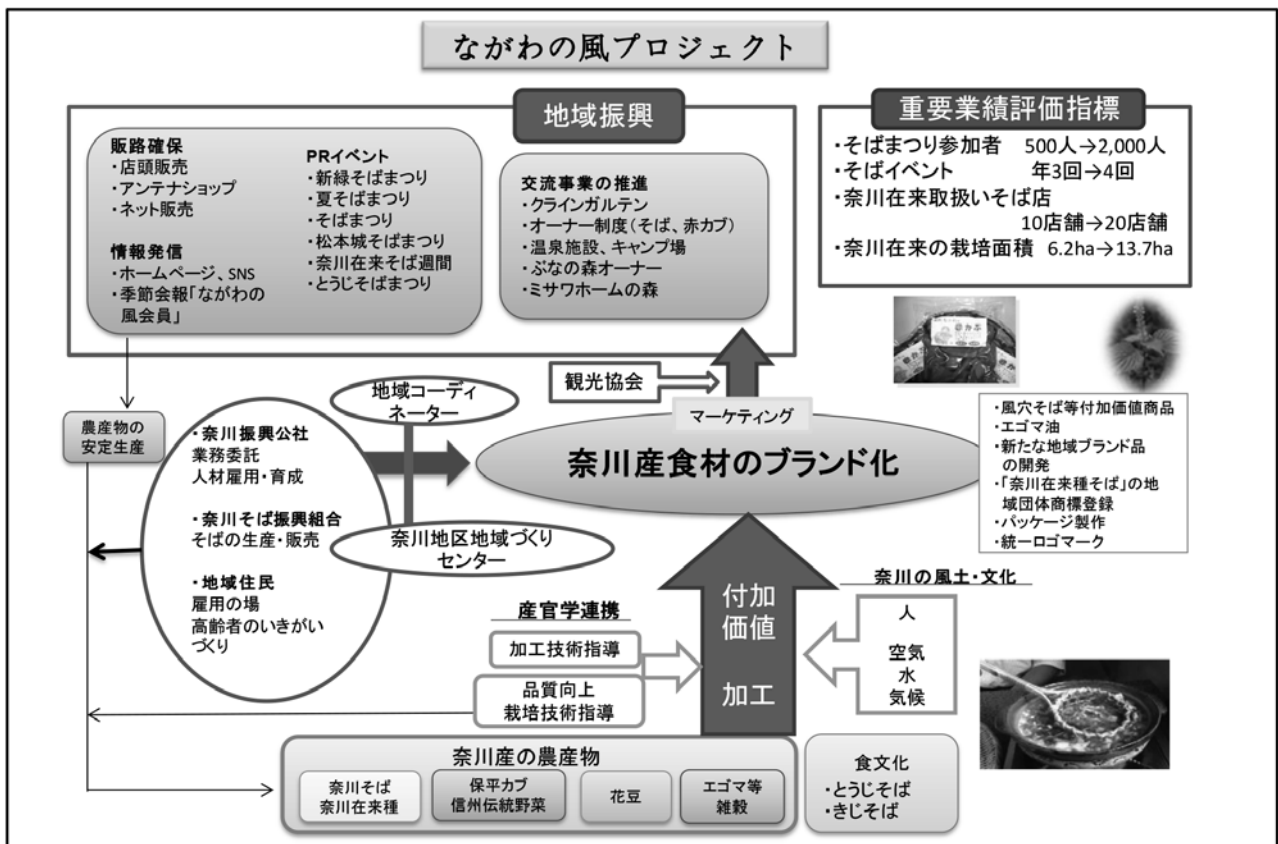 ながわの風プロジェクト
地域振興
販路確保
・店頭販売
・アンテナショップ
・ネット販売
情報発信
・ホームページ、SNS
・季節会報「ながわの
風会員」
PRイベント
・新緑そばまつり
・夏そばまつり
・そばまつり
・松本城そばまつり
・奈川在来そば週間
・とうじそばまつり
交流事業の推進
・クラインガルテン
・オーナー制度(そば、赤カブ)
・温泉施設、キャンプ場
・ぶなの森オーナー
・ミサワホームの森
重要業績評価指標
・そばまつり参加者 500人→2,000人
・そばイベント 年3回→4回
・奈川在来取扱いそば店
10店舗→20店舗
・奈川在来の栽培面積 6.2ha→13.7ha
観光協会
地域コーディ
ネーター
マーケティング
奈川産食材のブランド化
農産物の
安定生産
・奈川振興公社
業務委託
人材雇用・育成
・奈川そば振興組合
そばの生産・販売
・地域住民
雇用の場
高齢者のいきがい
づくり
奈川地区地域づくり
センター
・風穴そば等付加価値商品
・エゴマ油
・新たな地域ブランド品
の開発
・「奈川在来種そば」の地
域団体商標登録
・パッケージ製作
・統一ロゴマーク
産官学連携
加工技術指導
品質向上
栽培技術指導
付加
価値
加工
奈川の風土・文化
人
空気
水
気候
奈川産の農産物
奈川そば
奈川在来種
保平カブ
信州伝統野菜
花豆
エゴマ等
雑穀
食文化
・とうじそば
・きじそば